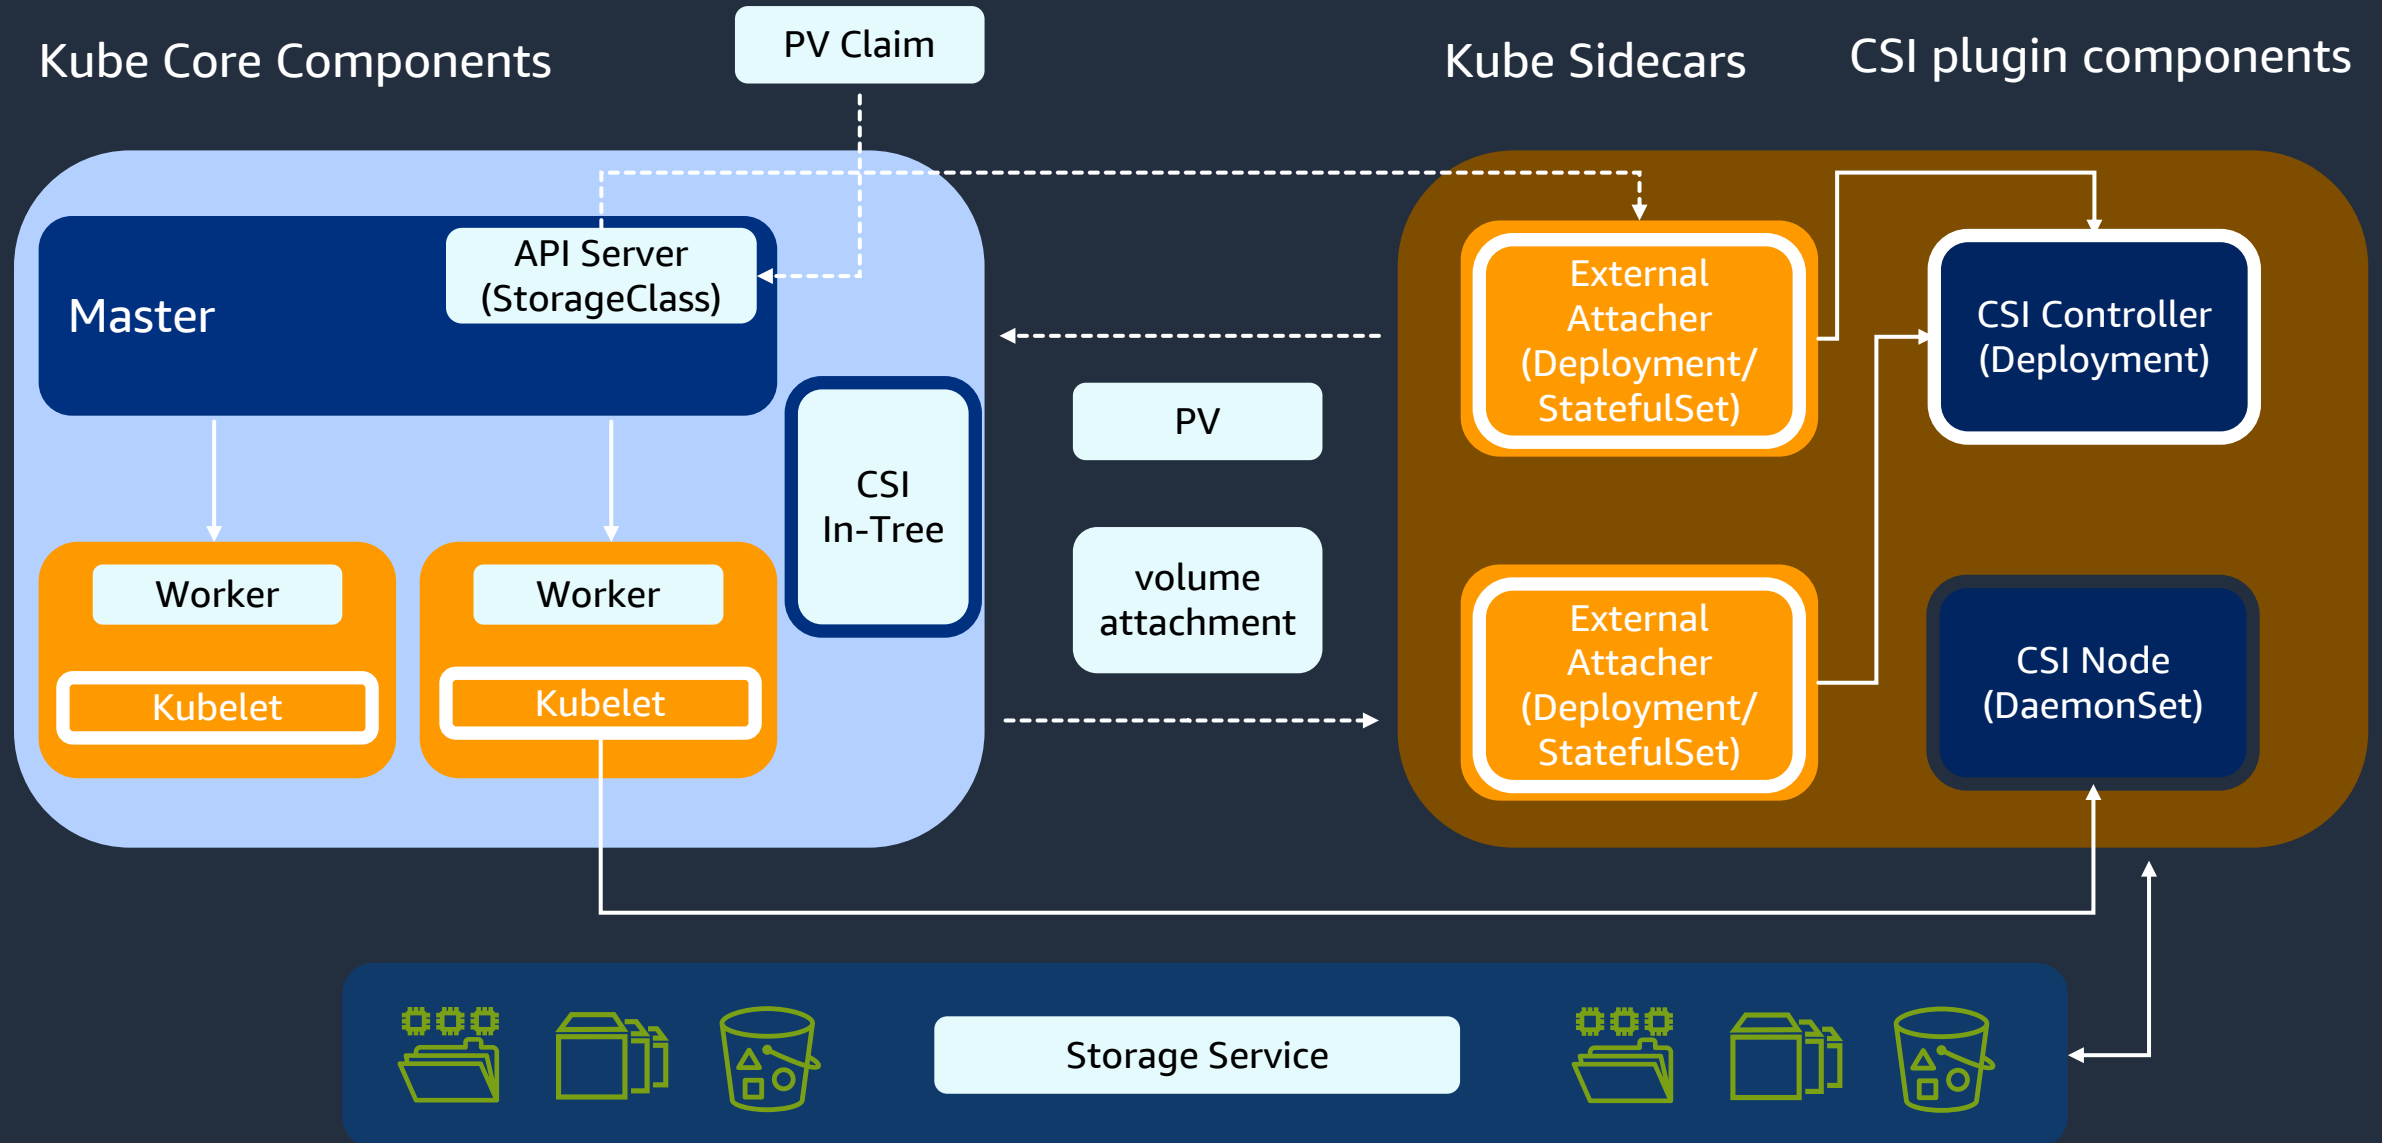 Kube Core Components
PV Claim
Kube Sidecars
CSI plugin components
API Server
(StorageClass)
Master
CSI
In-Tree
Worker
Kubelet
Worker
Kubelet
PV
volume
attachment
External
Attacher
(Deployment/
StatefulSet)
CSI Controller
(Deployment)
External
Attacher
(Deployment/
StatefulSet)
CSI Node
(DaemonSet)
Storage Service